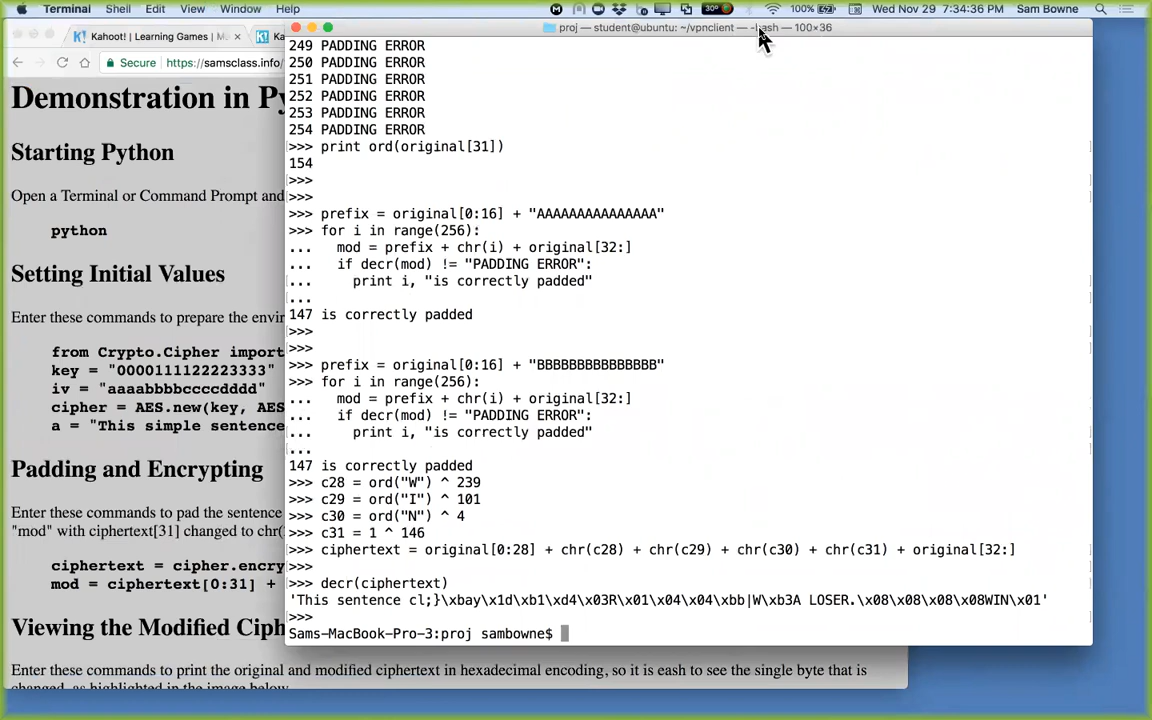 Terminal Shell Edit View Window Help 30° 100% Wed Nov 29 7:34:36 PM Sam Bowne
Kahoot! | Learning Games | Ka
proj — student@ubuntu: ~/vpnclient — -bash — 100×36
Secure https://samsclass.info/
Demonstration in Py
Starting Python
Open a Terminal or Command Prompt and
python
Setting Initial Values
Enter these commands to prepare the envir
from Crypto.Cipher import
key = "0000111122223333"
iv = "aaaabbbbccccdddd"
cipher = AES.new(key, AES
a = "This simple sentence
Padding and Encrypting
Enter these commands to pad the sentence
"mod" with ciphertext[31] changed to chr(
ciphertext = cipher.encry
mod = ciphertext[0:31] +
Viewing the Modified Ciph
Enter these commands to print the original and modified ciphertext in hexadecimal encoding, so it is eash to see the single byte that is
changed, as highlighted in the image below.
249 PADDING ERROR
250 PADDING ERROR
251 PADDING ERROR
252 PADDING ERROR
253 PADDING ERROR
254 PADDING ERROR
>>> print ord(original[31])
154
>>>
>>>
>>> prefix = original[0:16] + "AAAAAAAAAAAAAAA"
>>> for i in range(256):
...   mod = prefix + chr(i) + original[32:]
...   if decr(mod) != "PADDING ERROR":
...     print i, "is correctly padded"
...
147 is correctly padded
>>>
>>>
>>> prefix = original[0:16] + "BBBBBBBBBBBBBBB"
>>> for i in range(256):
...   mod = prefix + chr(i) + original[32:]
...   if decr(mod) != "PADDING ERROR":
...     print i, "is correctly padded"
...
147 is correctly padded
>>> c28 = ord("W") ^ 239
>>> c29 = ord("I") ^ 101
>>> c30 = ord("N") ^ 4
>>> c31 = 1 ^ 146
>>> ciphertext = original[0:28] + chr(c28) + chr(c29) + chr(c30) + chr(c31) + original[32:]
>>>
>>> decr(ciphertext)
'This sentence cl;}\xbay\x1d\xb1\xd4\x03R\x01\x04\x04\xbb|W\xb3A LOSER.\x08\x08\x08\x08WIN\x01'
>>>
Sams-MacBook-Pro-3:proj sambowne$